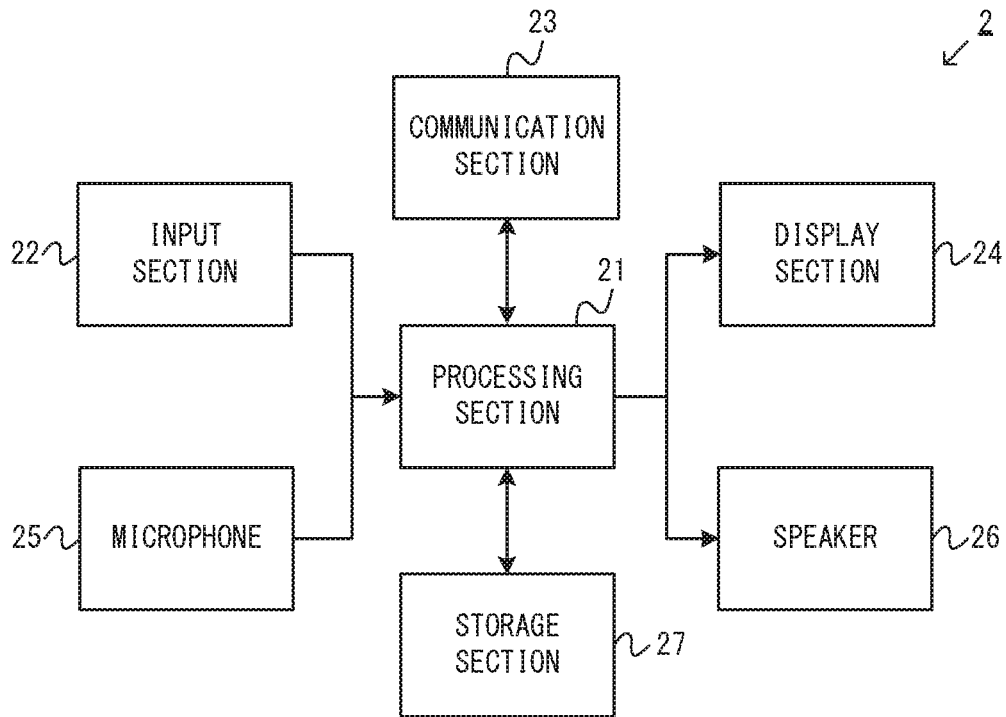 23
2
COMMUNICATION
SECTION
INPUT
SECTION
22
DISPLAY
SECTION
24
21
PROCESSING
SECTION
25
MICROPHONE
SPEAKER
26
STORAGE
SECTION
27